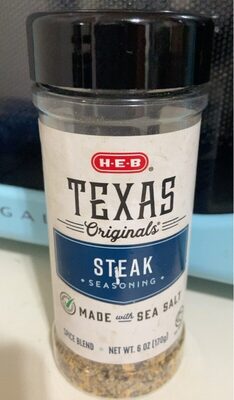 H-E-B
TEXAS
Originals®
STEAK
SEASONING
MADE with SEA SALT
SPICE BLEND NET WT. 6 OZ (170g)